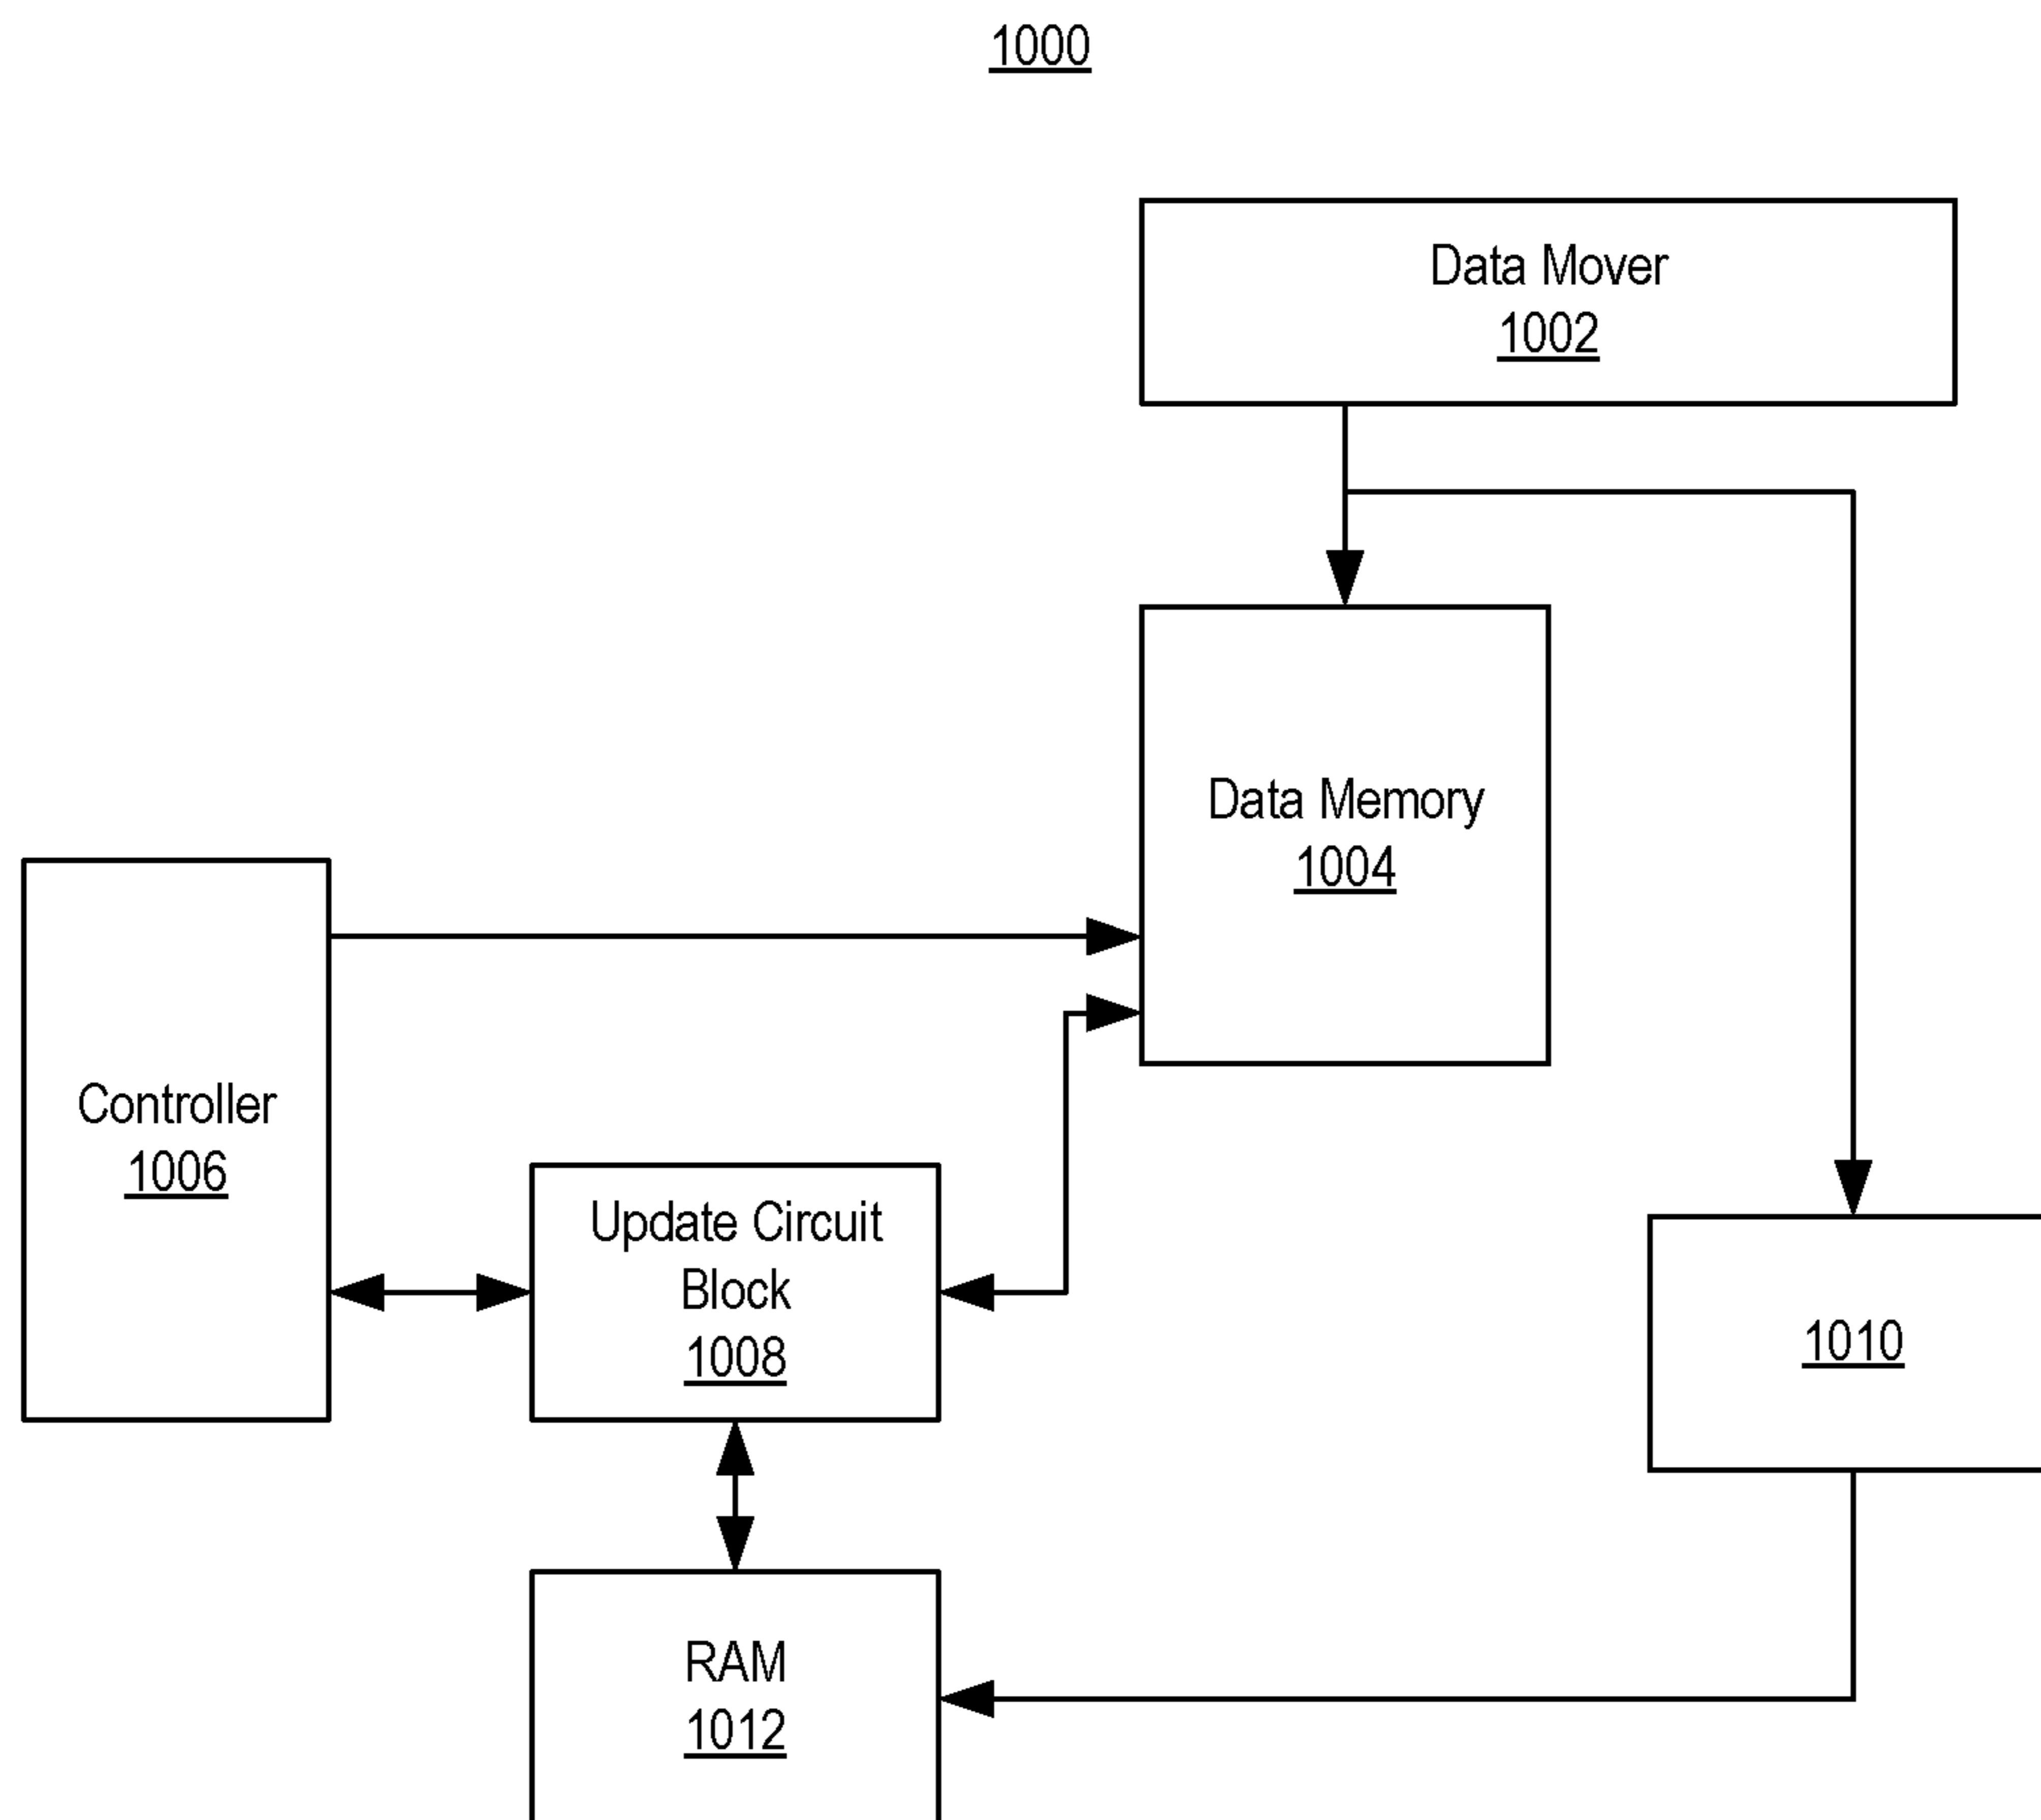 1000
Data Mover
1002
Data Memory
1004
Controller
1006
Update Circuit
Block
1008
1010
RAM
1012